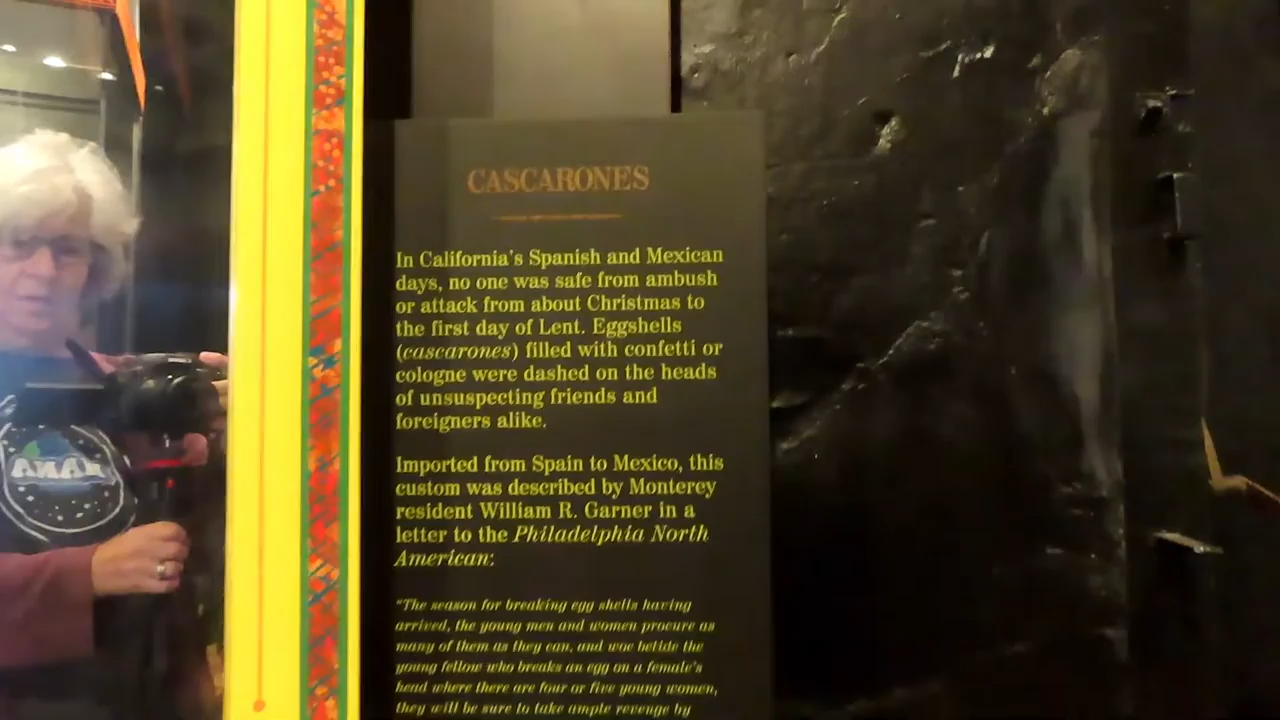 CASCARONES
In California's Spanish and Mexican
days, no one was safe from ambush
or attack from about Christmas to
the first day of Lent. Eggshells
(cascarones) filled with confetti or
cologne were dashed on the heads
of unsuspecting friends and
foreigners alike.
Imported from Spain to Mexico, this
custom was described by Monterey
resident William R. Garner in a
letter to the Philadelphia North
American:
"The season for breaking egg shells having
arrived, the young men and women procure as
many of them as they can, and woe betide the
young fellow who breaks an egg on a female's
head where there are four or five young women,
they will be sure to take ample revenge by